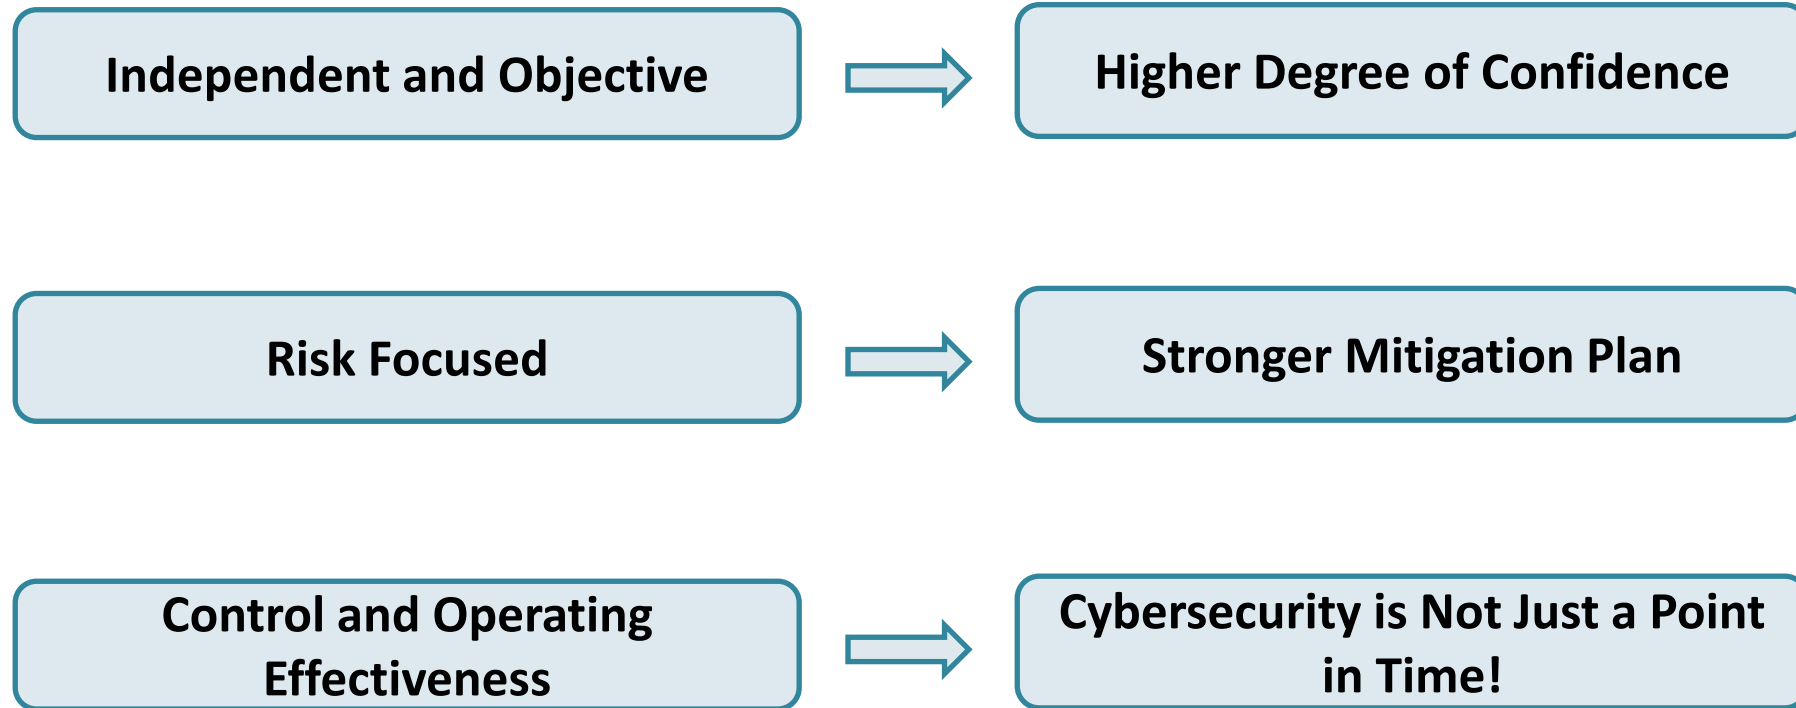 Independent and Objective
Higher Degree of Confidence
Risk Focused
Stronger Mitigation Plan
Control and Operating
Effectiveness
Cybersecurity is Not Just a Point
in Time!